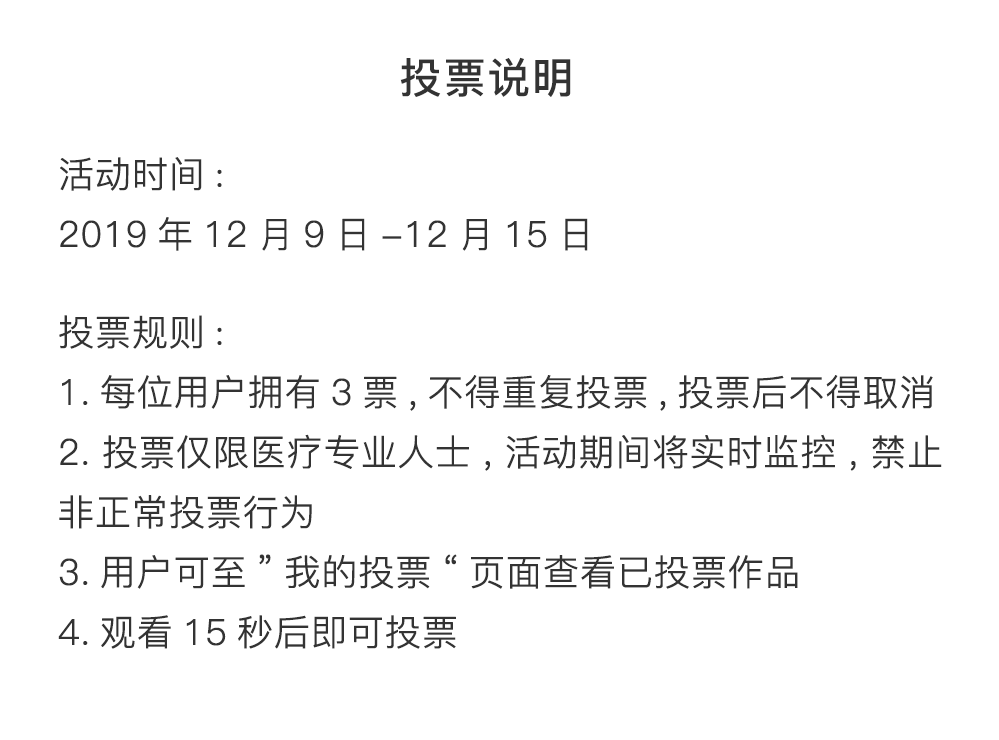 投票说明
活动时间：
2019 年 12 月 9 日 –12 月 15 日
投票规则：
1. 每位用户拥有 3 票，不得重复投票，投票后不得取消
2. 投票仅限医疗专业人士，活动期间将实时监控，禁止
非正常投票行为
3. 用户可至 ” 我的投票 “ 页面查看已投票作品
4. 观看 15 秒后即可投票